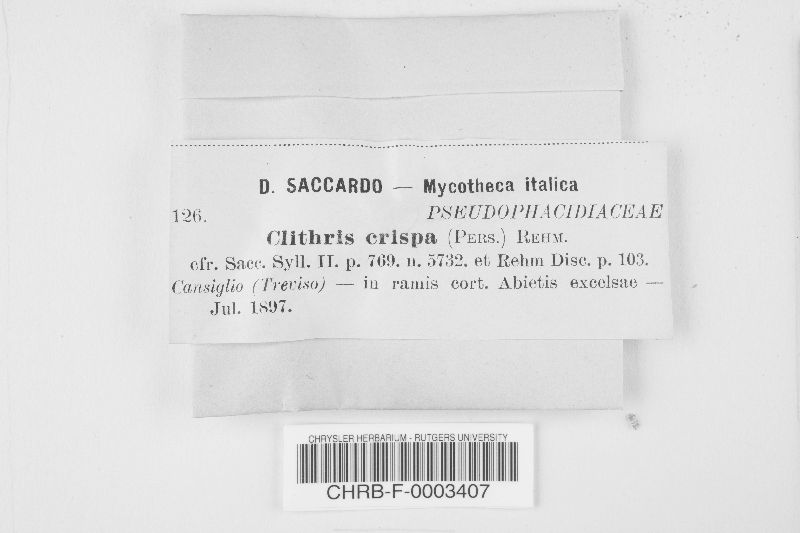 D. SACCARDO — Mycotheca italica
126. PSEUDOPHACIDIACEAE
Clithris crispa (PERS.) REHM.
cfr. Sacc. Syll. II. p. 769. n. 5732. et Rehm Disc. p. 103.
Cansiglio (Treviso) — in ramis cort. Abietis excelsae —
Jul. 1897.
CHRYSLER HERBARIUM - RUTGERS UNIVERSITY
CHRB-F-0003407